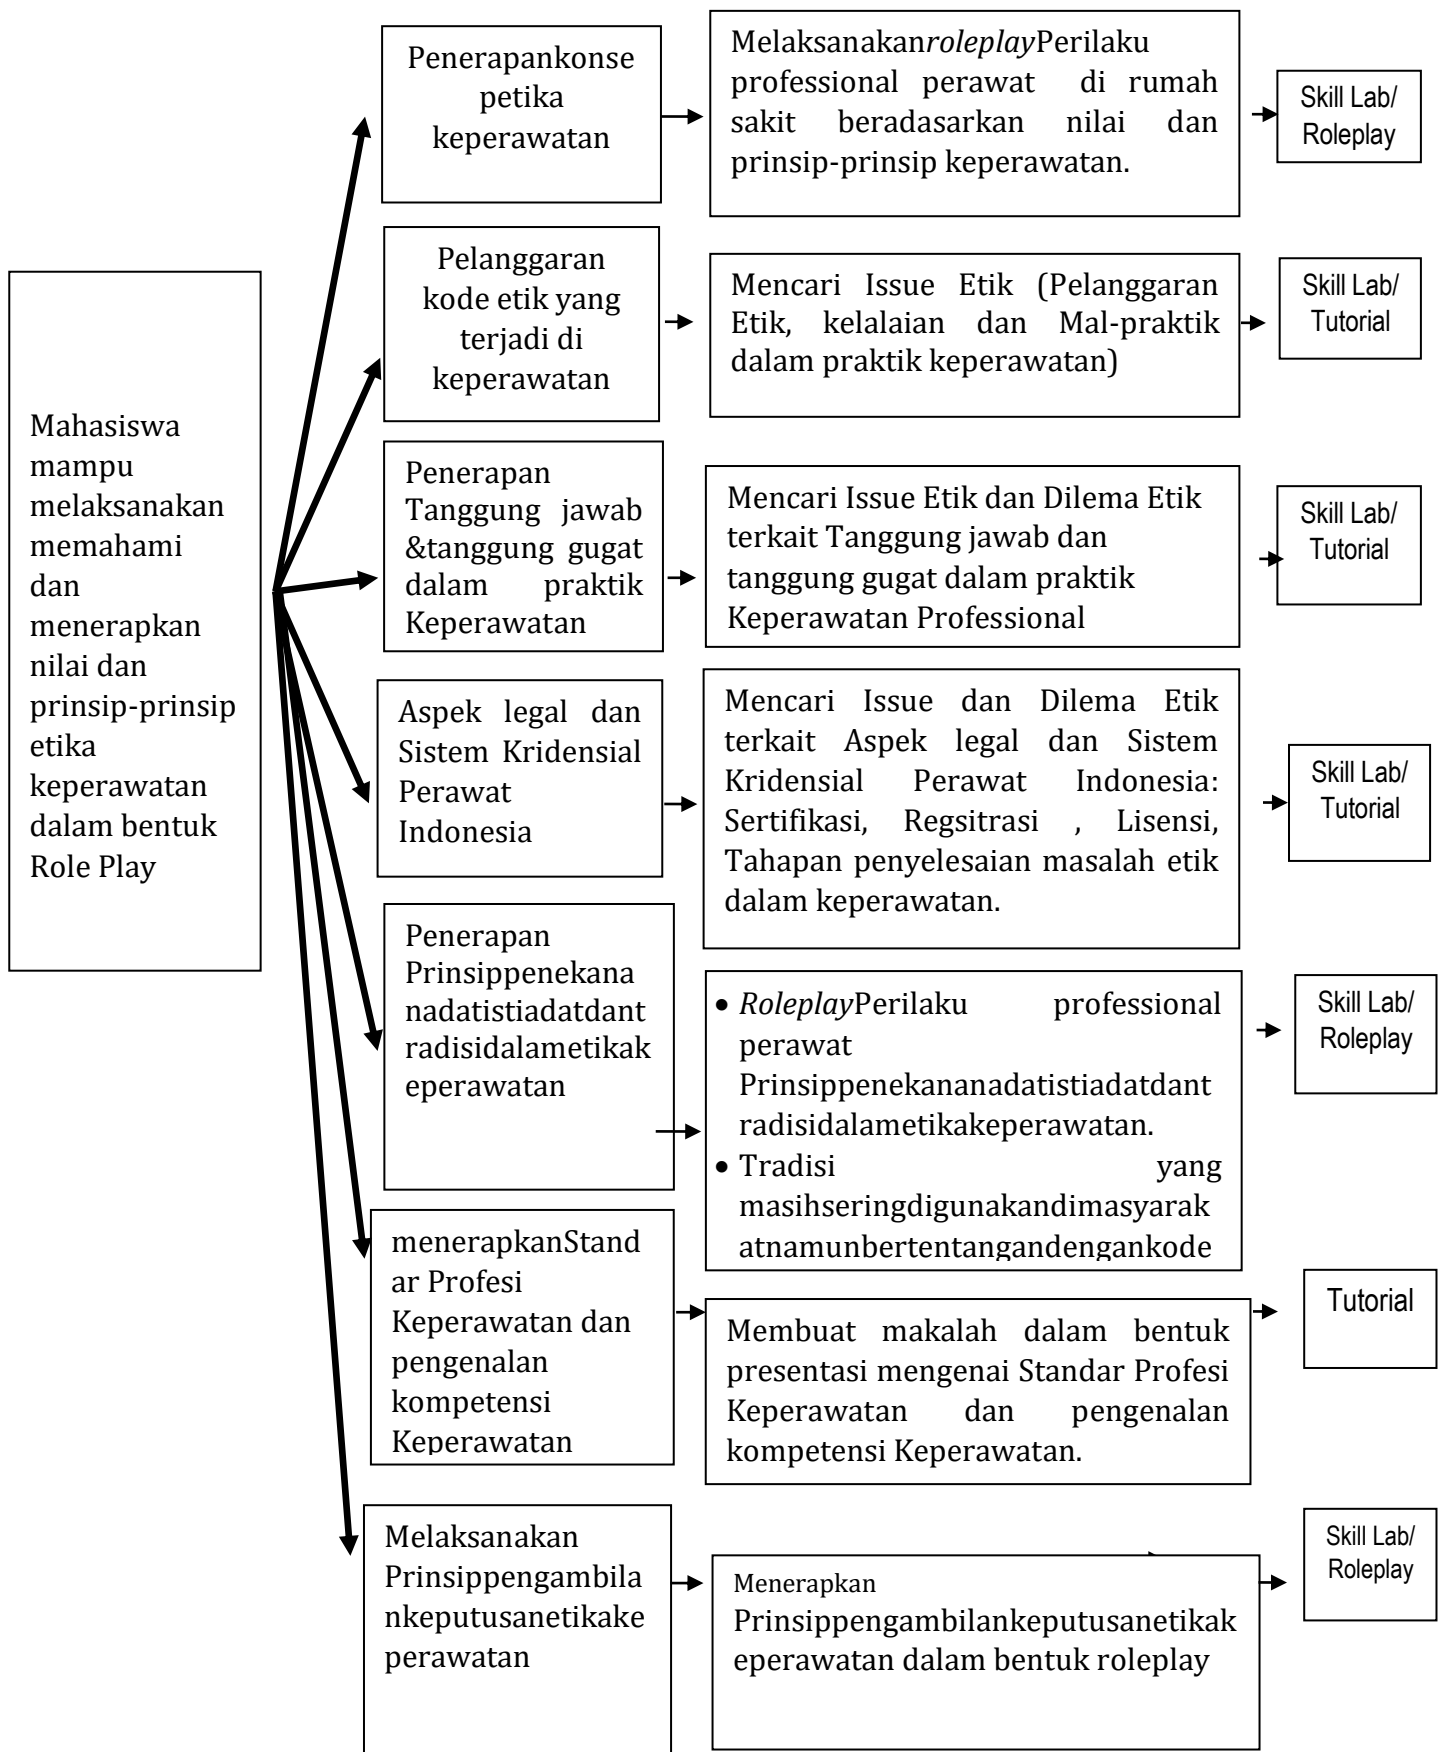 Mahasiswa
mampu
melaksanakan
memahami
dan
menerapkan
nilai dan
prinsip-prinsip
etika
keperawatan
dalam bentuk
Role Play
Penerapankonse
petika
keperawatan
Melaksanakanroleplay Perilaku
professional perawat di rumah
sakit beradasarkan nilai dan
prinsip-prinsip keperawatan.
Skill Lab/
Roleplay
Pelanggaran
kode etik yang
terjadi di
keperawatan
Mencari Issue Etik (Pelanggaran
Etik, kelalaian dan Mal-praktik
dalam praktik keperawatan)
Skill Lab/
Tutorial
Penerapan
Tanggung jawab
&tanggung gugat
dalam praktik
Keperawatan
Mencari Issue Etik dan Dilema Etik
terkait Tanggung jawab dan
tanggung gugat dalam praktik
Keperawatan Professional
Skill Lab/
Tutorial
Aspek legal dan
Sistem Kridensial
Perawat
Indonesia
Mencari Issue dan Dilema Etik
terkait Aspek legal dan Sistem
Kridensial Perawat Indonesia:
Sertifikasi, Regsitrasi , Lisensi,
Tahapan penyelesaian masalah etik
dalam keperawatan.
Skill Lab/
Tutorial
Penerapan
Prinsippenekana
nadatistiadatdant
radisidalametikak
eperawatan
• RoleplayPerilaku professional
perawat
Prinsippenekananadatistiadatdant
radisidalametikakeperawatan.
• Tradisi yang
masihseringdigunakandimasyarak
atnamunbertentangandengankode
Skill Lab/
Roleplay
menerapkanStand
ar Profesi
Keperawatan dan
pengenalan
kompetensi
Keperawatan
Membuat makalah dalam bentuk
presentasi mengenai Standar Profesi
Keperawatan dan pengenalan
kompetensi Keperawatan.
Tutorial
Melaksanakan
Prinsippengambila
nkeputusanetikake
perawatan
Menerapkan
Prinsippengambilankeputusanetikak
eperawatan dalam bentuk roleplay
Skill Lab/
Roleplay